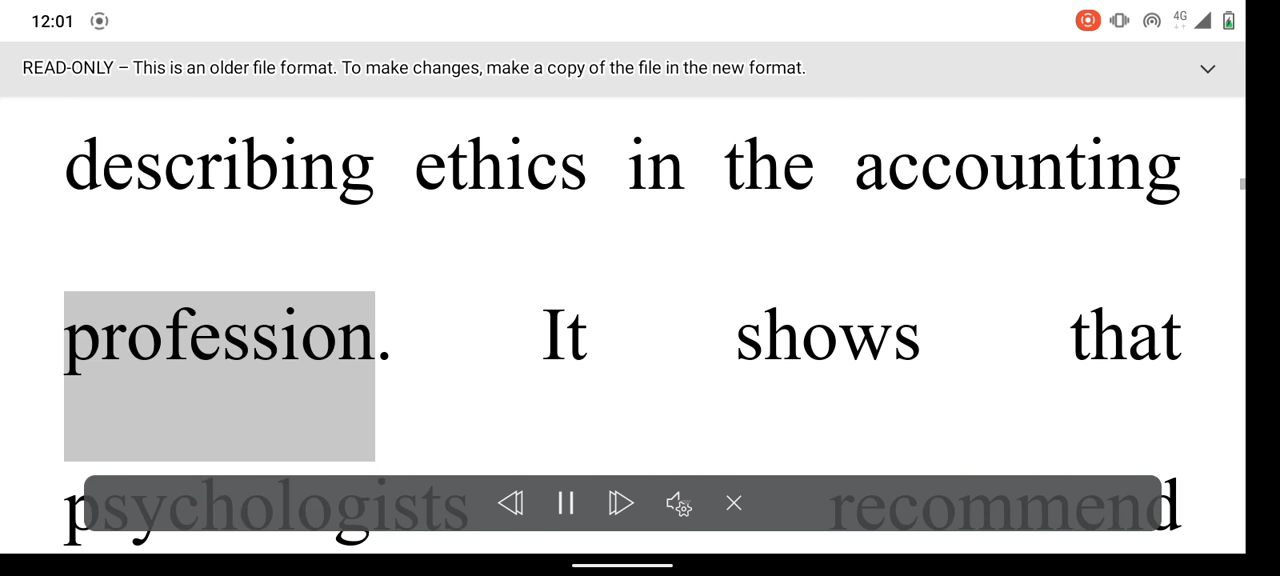 12:01
4G
READ-ONLY – This is an older file format. To make changes, make a copy of the file in the new format.
describing ethics in the accounting
profession. It shows that
psychologists recommend